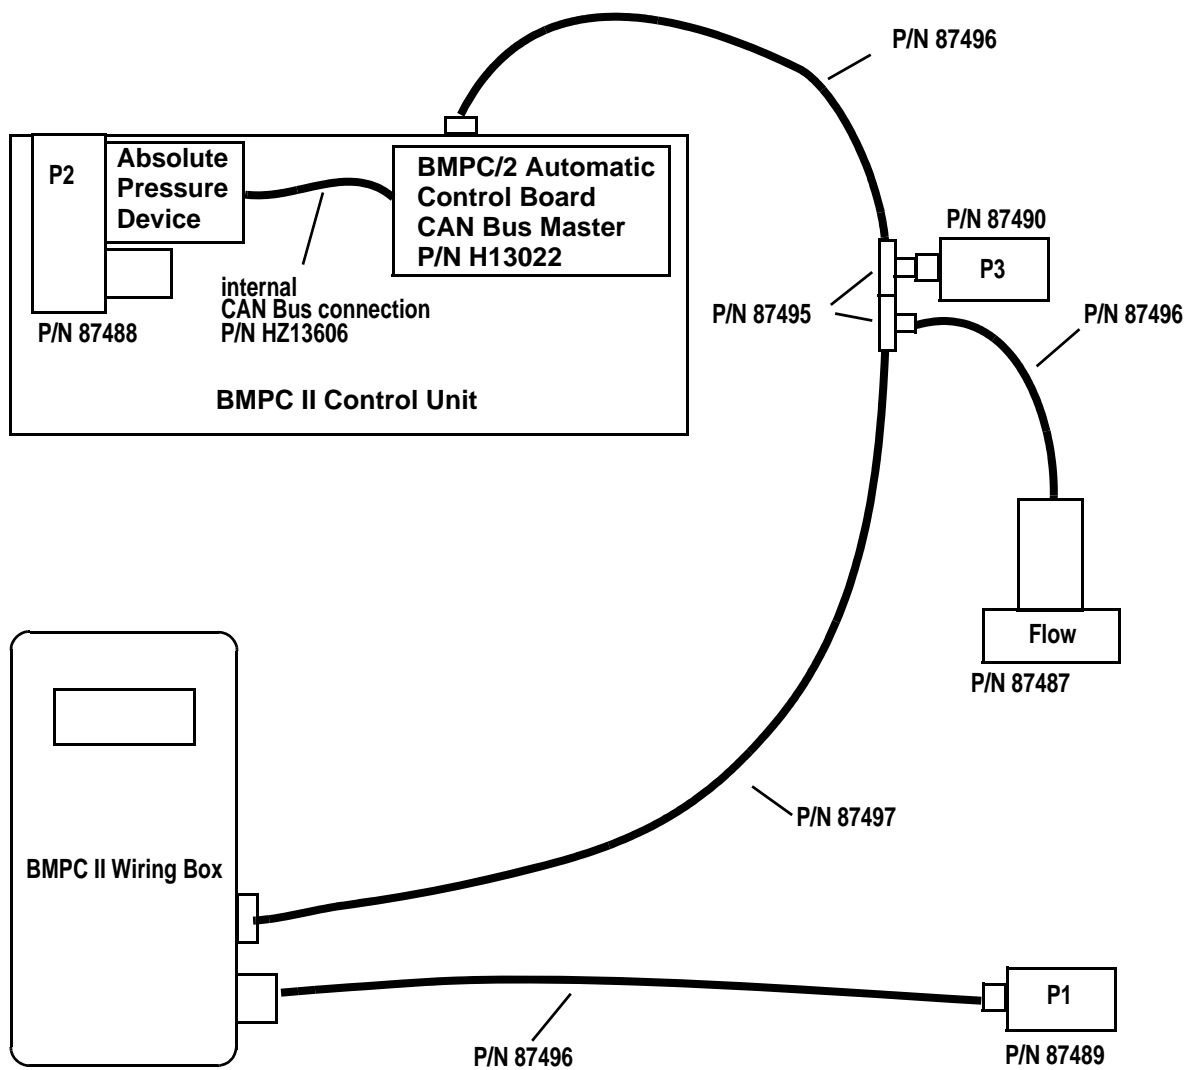 P/N 87496
P2
Absolute
Pressure
Device
BMPC/2 Automatic
Control Board
CAN Bus Master
P/N H13022
internal
CAN Bus connection
P/N HZ13606
P/N 87488
BMPC II Control Unit
P/N 87490
P3
P/N 87495
P/N 87496
Flow
P/N 87487
P/N 87497
BMPC II Wiring Box
P/N 87496
P1
P/N 87489